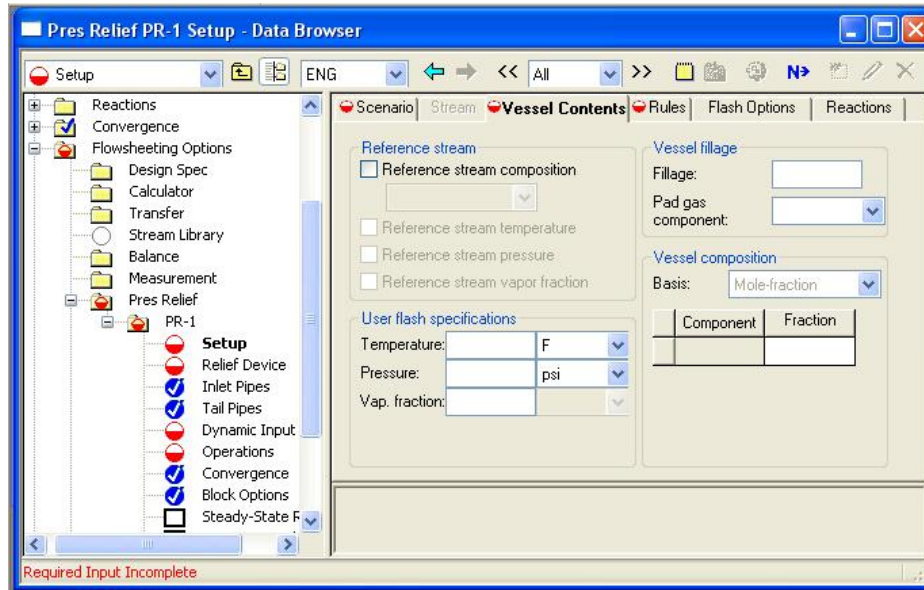 Pres Relief PR-1 Setup - Data Browser
Setup ENG << All >> N
Reactions
Convergence
Flowsheeting Options
Design Spec
Calculator
Transfer
Stream Library
Balance
Measurement
Pres Relief
PR-1
Setup
Relief Device
Inlet Pipes
Tail Pipes
Dynamic Input
Operations
Convergence
Block Options
Steady-State R
Scenario Stream Vessel Contents Rules Flash Options Reactions
Reference stream
Reference stream composition
Reference stream temperature
Reference stream pressure
Reference stream vapor fraction
User flash specifications
Temperature: F
Pressure: psi
Vap. fraction:
Vessel fillage
Fillage:
Pad gas
component:
Vessel composition
Basis: Mole-fraction
Component Fraction
Required Input Incomplete